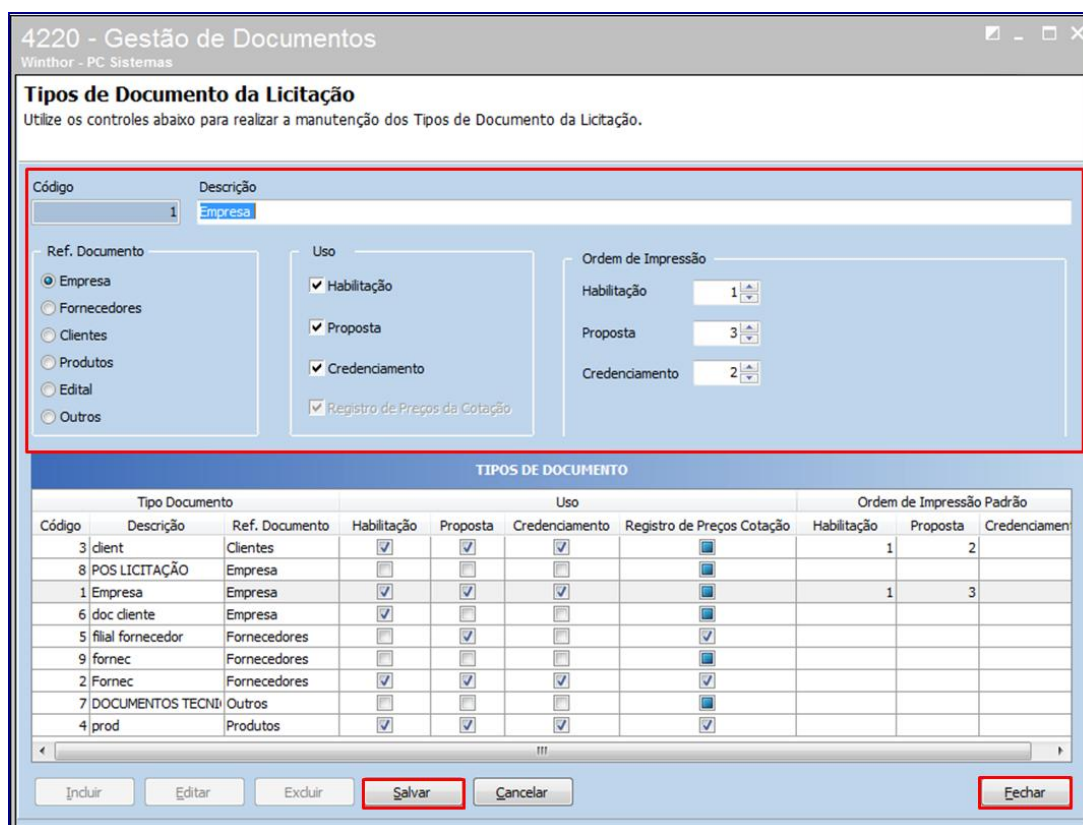 4220 - Gestão de Documentos
Winthor - PC Sistemas
Tipos de Documento da Licitação
Utilize os controles abaixo para realizar a manutenção dos Tipos de Documento da Licitação.
Código Descrição
1 Empresa
Ref. Documento Uso Ordem de Impressão
Empresa Habilitação Habilitação 1
Fornecedores
Clientes Proposta Proposta 3
Produtos Credenciamento Credenciamento 2
Edital
Outros Registro de Preços da Cotação
TIPOS DE DOCUMENTO
Tipo Documento Uso Ordem de Impressão Padrão
Código Descrição Ref. Documento Habilitação Proposta Credenciamento Registro de Preços Cotação Habilitação Proposta Credenciamen
3 client Clientes 1 2
8 POS LICITAÇÃO Empresa
1 Empresa Empresa 1 3
6 doc cliente Empresa
5 filial fornecedor Fornecedores
9 fornec Fornecedores
2 Fornec Fornecedores
7 DOCUMENTOS TECNI Outros
4 prod Produtos
Incluir Editar Excluir Salvar Cancelar Fechar